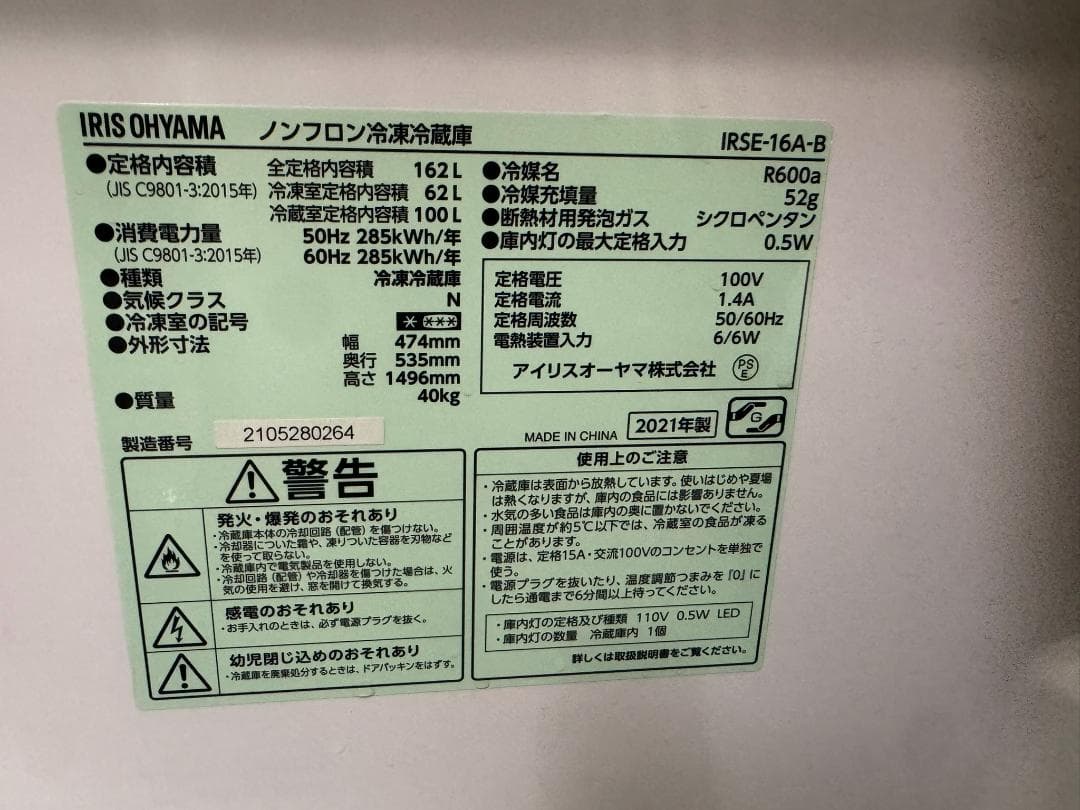 IRIS OHYAMA ノンフロン冷凍冷蔵庫 IRSE-16A-B
●定格内容積 全定格内容積 162L
(JIS C9801-3:2015年) 冷凍室定格内容積 62L
冷蔵室定格内容積 100L
●消費電力量 50Hz 285kWh/年
(JIS C9801-3:2015年) 60Hz 285kWh/年
●種類 冷凍冷蔵庫
●気候クラス N
●冷凍室の記号
●外形寸法 幅 474mm
奥行 535mm
高さ 1496mm
●質量 40kg
製造番号 2105280264
●冷媒名 R600a
●冷媒充填量 52g
●断熱材用発泡ガス シクロペンタン
●庫内灯の最大定格入力 0.5W
定格電圧 100V
定格電流 1.4A
定格周波数 50/60Hz
電熱装置入力 6/6W
アイリスオーヤマ株式会社 PS E
MADE IN CHINA 2021年製 G
警告
発火・爆発のおそれあり
・冷蔵庫本体の冷却回路(配管)を傷つけない。
・冷却器についた霜や、凍りついた容器を刃物など
を使って取らない。
・冷蔵庫内で電気製品を使用しない。
・冷却回路(配管)や冷却器を傷つけた場合は、火
気の使用を避け、窓を開けて換気する。
感電のおそれあり
・お手入れのときは、必ず電源プラグを抜く。
幼児閉じ込めのおそれあり
・冷蔵庫を廃棄処分するときは、ドアパッキンをはずす。
使用上のご注意
・冷蔵庫は表面から放熱しています。使いはじめや夏場
は熱くなりますが、庫内の食品には影響ありません。
・水気の多い食品は庫内の奥に置かないでください。
・周囲温度が約5℃以下では、冷蔵室の食品が凍る
ことがあります。
・電源は、定格15A・交流100Vのコンセントを単独で
使う。
・電源プラグを抜いたり、温度調節つまみを『0』に
したら通電まで6分間以上待ってください。
・庫内灯の定格及び種類 110V 0.5W LED
・庫内灯の数量 冷蔵庫内 1個
詳しくは取扱説明書をご覧ください。